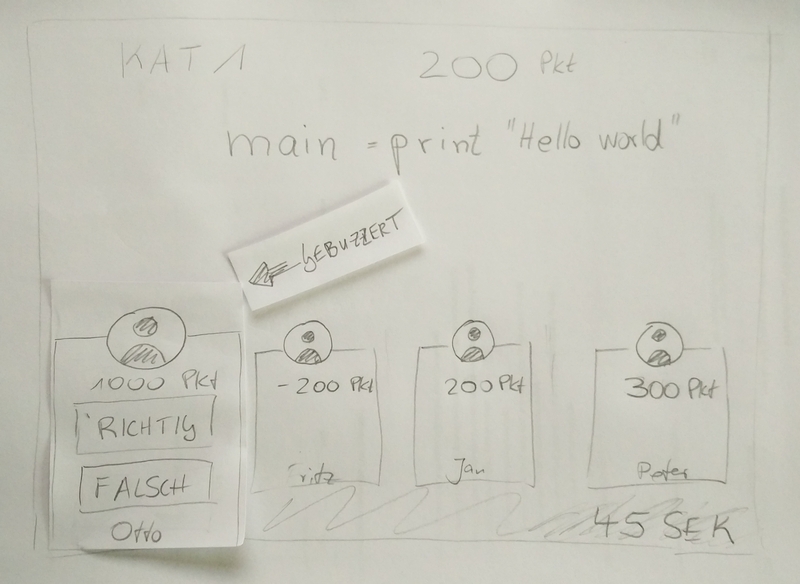 KAT 1
200 Pkt
main = print "Hello world"
GEBUZZERT
1000 Pkt
RICHTIG
FALSCH
Otto
-200 Pkt
Fritz
200 Pkt
Jan
300 Pkt
Peter
45 SEK